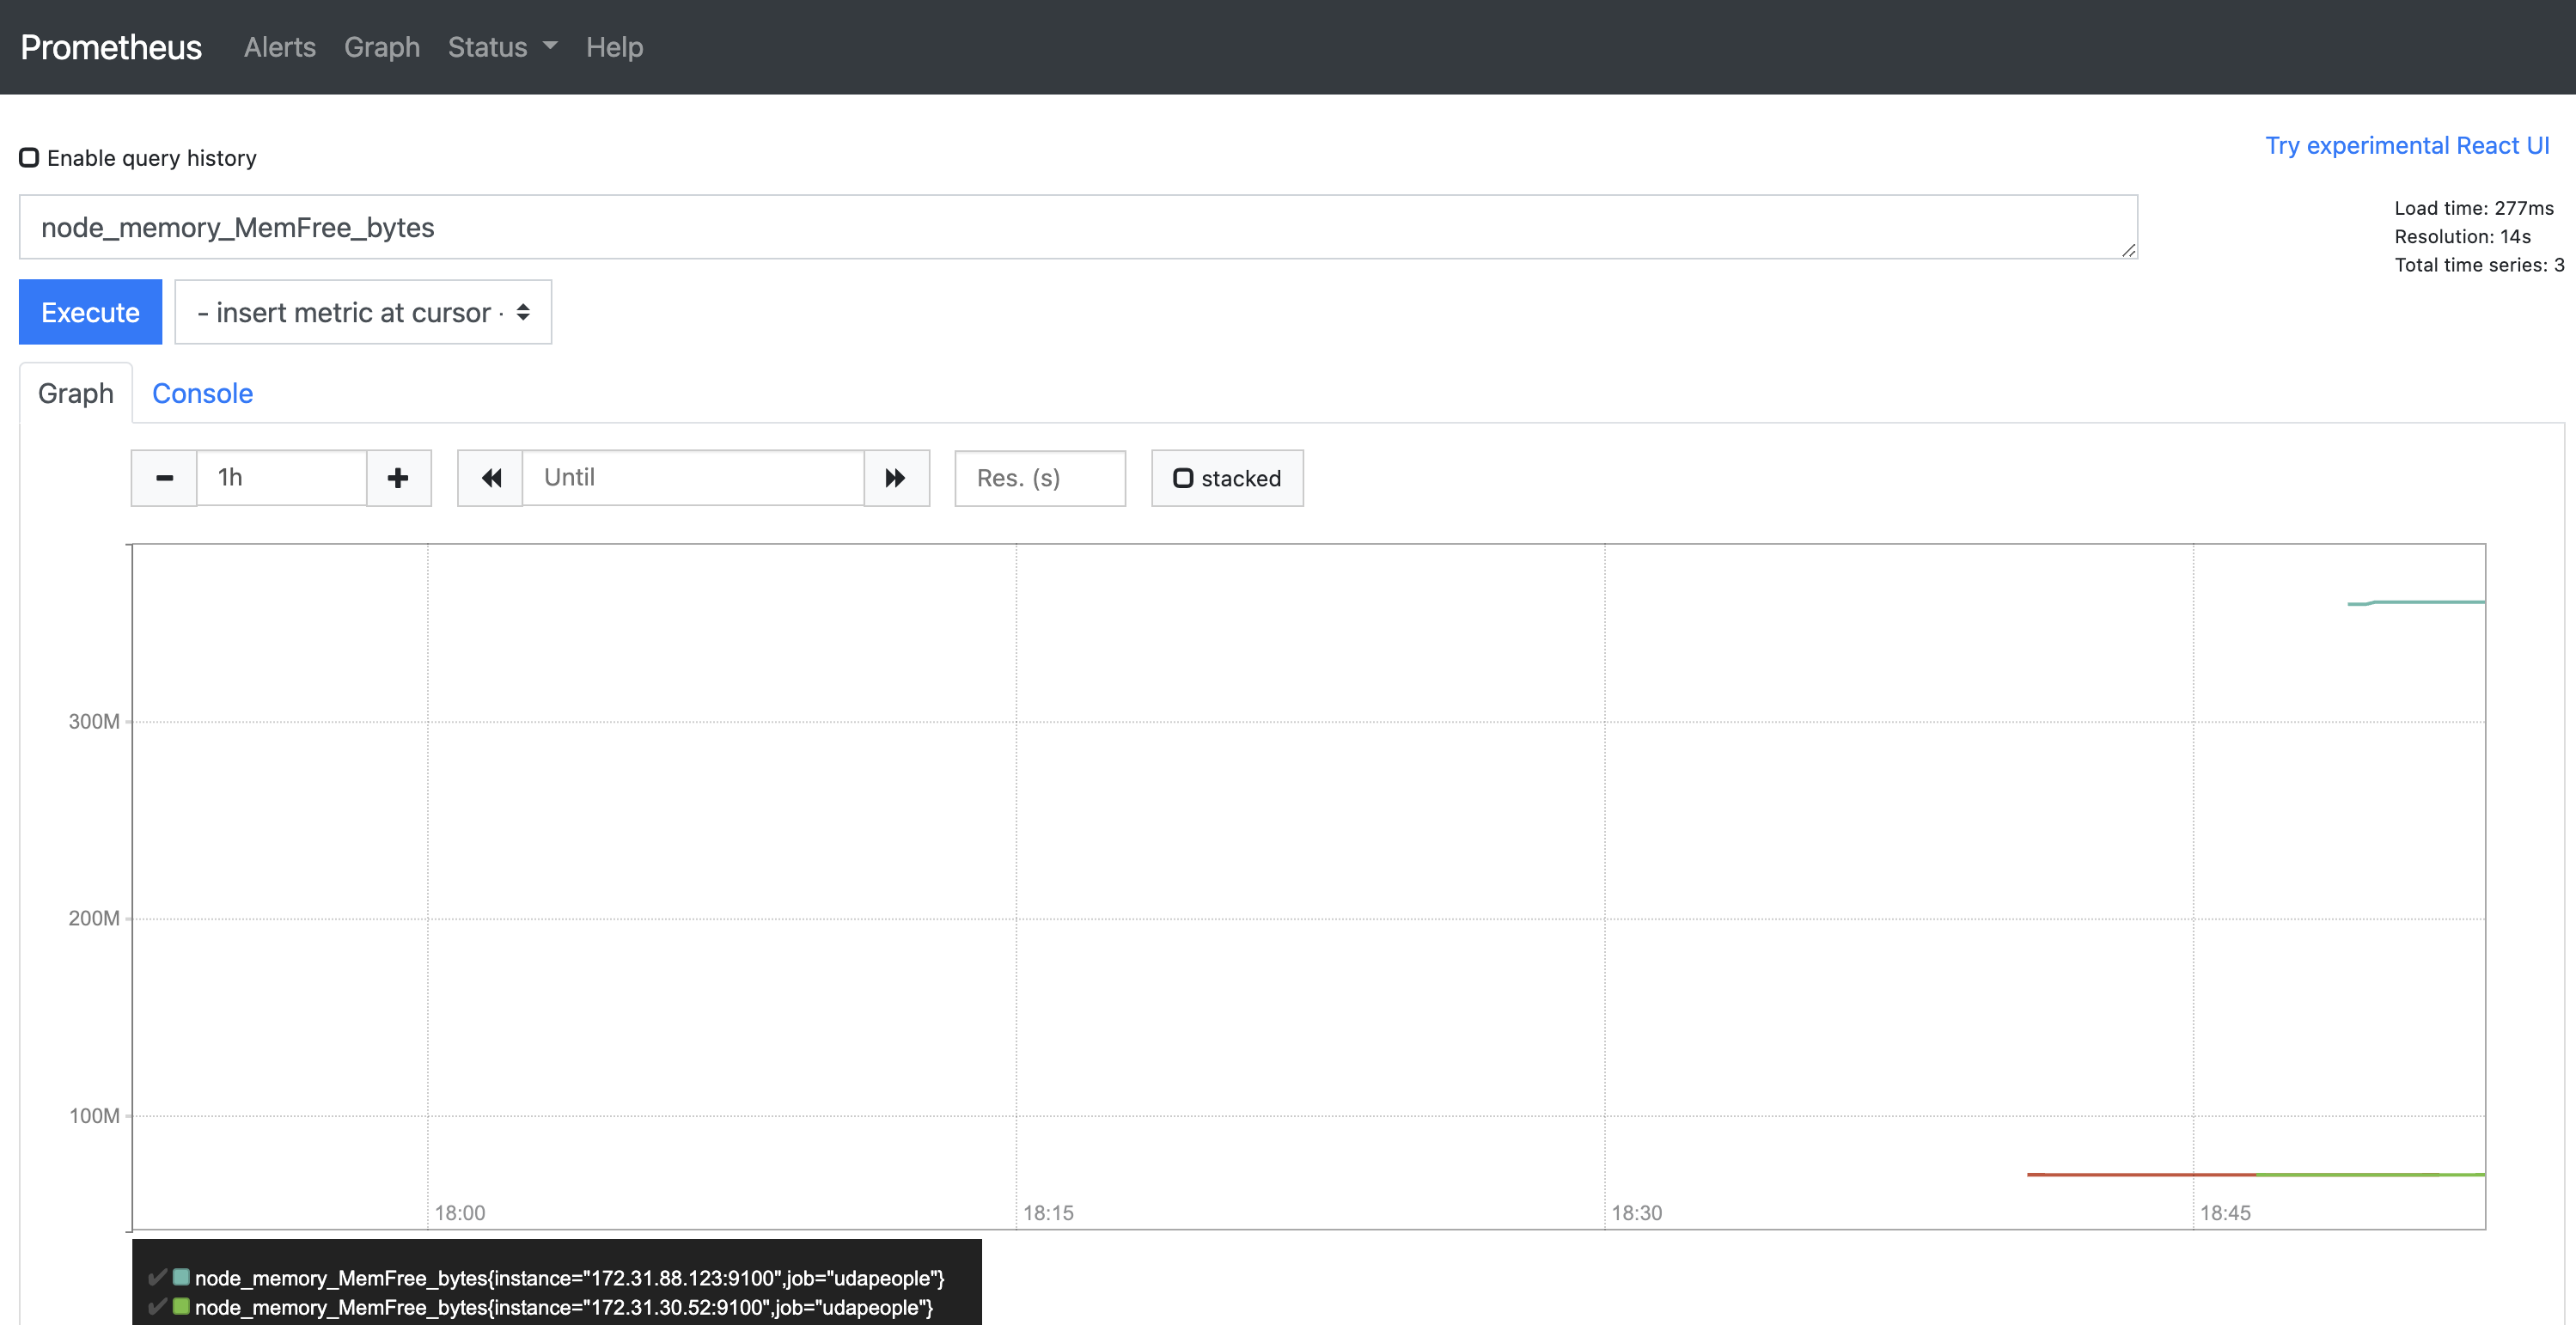 Prometheus Alerts Graph Status Help
Enable query history
Try experimental React UI
node_memory_MemFree_bytes
Load time: 277ms
Resolution: 14s
Total time series: 3
Execute - insert metric at cursor -
Graph Console
1h Until Res. (s) stacked
300M
200M
100M
18:00 18:15 18:30 18:45
node_memory_MemFree_bytes{instance="172.31.88.123:9100",job="udapeople"}
node_memory_MemFree_bytes{instance="172.31.30.52:9100",job="udapeople"}